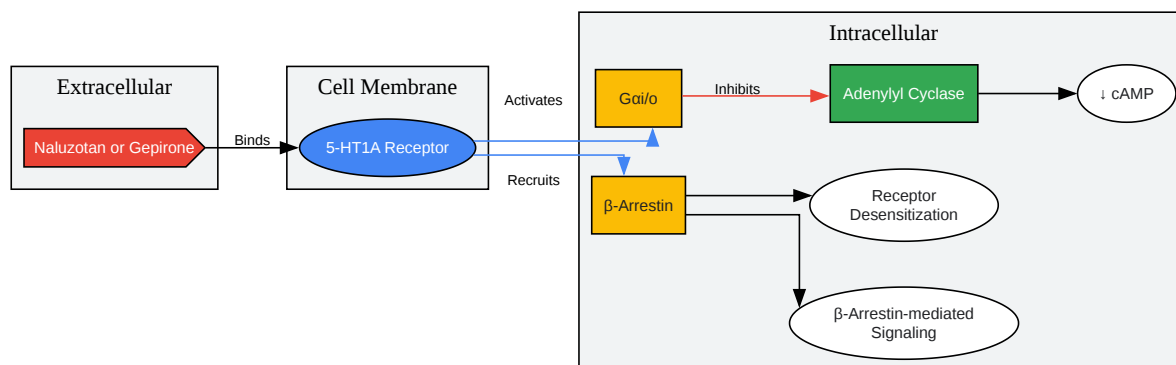 Intracellular
Extracellular
Cell Membrane
Activates
Gαi/o
Inhibits
Adenylyl Cyclase
↓ cAMP
Naluzotan or Gepirone
Binds
5-HT1A Receptor
Recruits
β-Arrestin
Receptor
Desensitization
β-Arrestin-mediated
Signaling